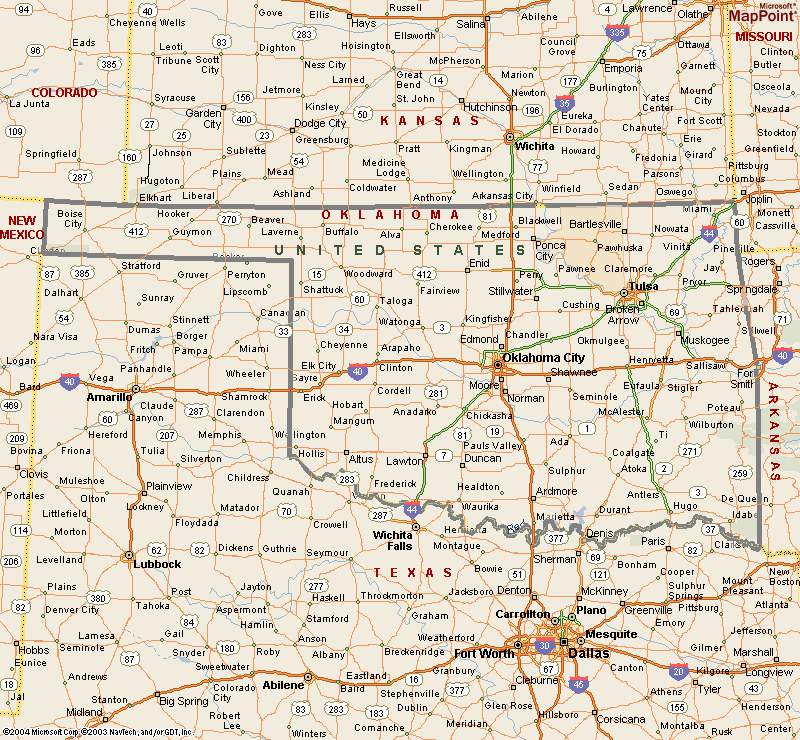 Microsoft®
MapPoint®
COLORADO
KANSAS
MISSOURI
NEW
MEXICO
OKLAHOMA
UNITED STATES
TEXAS
ARKANSAS
Cheyenne Wells
Gove
Ellis
Hays
Russell
Salina
Abilene
Lawrence
Olathe
Eads
Leoti
Tribune
Scott
City
Dighton
Hoisington
Ellsworth
Ness City
McPherson
Council
Grove
Ottawa
Clinton
Butler
Emporia
Garnett
Marion
La Junta
Syracuse
Garden
City
Jetmore
Larned
Great
Bend
St. John
Kinsley
Hutchinson
Newton
Burlington
Yates
Center
Mound
City
Osceola
Nevada
Dodge City
Greensburg
Eureka
El Dorado
Chanute
Fort Scott
Stockton
Springfield
Johnson
Sublette
Pratt
Kingman
Wichita
Howard
Erie
Girard
Greenfield
Hugoton
Plains
Mead
Medicine
Lodge
Wellington
Fredonia
Parsons
Pittsburg
Columbus
Elkhart
Liberal
Ashland
Coldwater
Anthony
Arkansas City
Winfield
Sedan
Oswego
Joplin
Boise
City
Hooker
Guymon
Beaver
Laverne
Buffalo
Alva
Cherokee
Medford
Blackwell
Bartlesville
Miami
Nowata
Vinita
Monett
Cassville
Pineville
Ponca
City
Pawhuska
Stratford
Gruver
Perryton
Woodward
Enid
Pawnee
Claremore
Jay
Rogers
Dalhart
Sunray
Lipscomb
Shattuck
Fairview
Perry
Stillwater
Tulsa
Pryor
Springdale
Taloga
Cushing
Broken
Arrow
Tahlequah
Nara Visa
Dumas
Stinnett
Borger
Canadian
Watonga
Kingfisher
Chandler
Okmulgee
Muskogee
Stilwell
Logan
Fritch
Pampa
Miami
Cheyenne
Arapaho
Edmond
Oklahoma City
Henryetta
Sallisaw
Fort
Smith
Bard
Vega
Panhandle
Wheeler
Elk City
Sayre
Clinton
Shawnee
Amarillo
Shamrock
Erick
Cordell
Moore
Norman
Seminole
Eufaula
Stigler
Claude
Canyon
Clarendon
Hobart
Mangum
Anadarko
Chickasha
McAlester
Poteau
Wilburton
Hereford
Memphis
Wellington
Ada
Bovina
Friona
Tulia
Silverton
Hollis
Altus
Lawton
Pauls Valley
Duncan
Sulphur
Coalgate
Atoka
Clovis
Muleshoe
Olton
Plainview
Childress
Quanah
Frederick
Healdton
Ardmore
Antlers
De Queen
Portales
Littlefield
Lockney
Matador
Waurika
Marietta
Durant
Hugo
Idabel
Morton
Floydada
Crowell
Wichita
Falls
Henrietta
Denison
Paris
Levelland
Lubbock
Dickens
Guthrie
Seymour
Montague
Sherman
Bonham
Cooper
New Boston
Plains
Post
Jayton
Haskell
Throckmorton
Jacksboro
Bowie
Denton
McKinney
Sulphur
Springs
Mount
Pleasant
Denver City
Tahoka
Aspermont
Graham
Carrollton
Plano
Greenville
Pittsburg
Atlanta
Lamesa
Seminole
Gail
Hamlin
Stamford
Weatherford
Mesquite
Emory
Jefferson
Gilmer
Hobbs
Eunice
Snyder
Roby
Albany
Breckenridge
Fort Worth
Dallas
Marshall
Andrews
Sweetwater
Abilene
Eastland
Granbury
Canton
Kilgore
Longview
Jal
Stanton
Midland
Big Spring
Colorado
City
Baird
Stephenville
Cleburne
Athens
Tyler
Robert
Lee
Winters
Comanche
Dublin
Glen Rose
Meridian
Corsicana
Montalba
Rusk
©2004 Microsoft Corp ©2003 NavTech, and/or GDT, Inc.